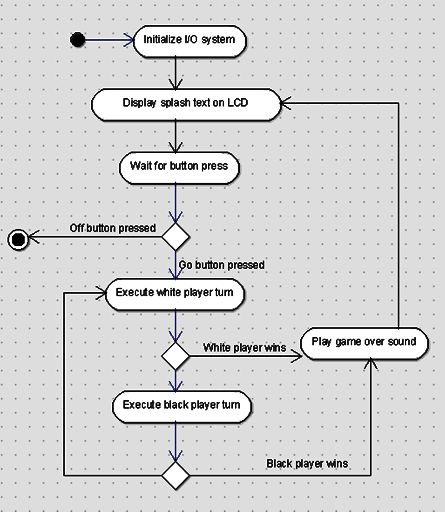 Initialize I/O system
Display splash text on LCD
Wait for button press
Off button pressed
Go button pressed
Execute white player turn
White player wins
Play game over sound
Execute black player turn
Black player wins